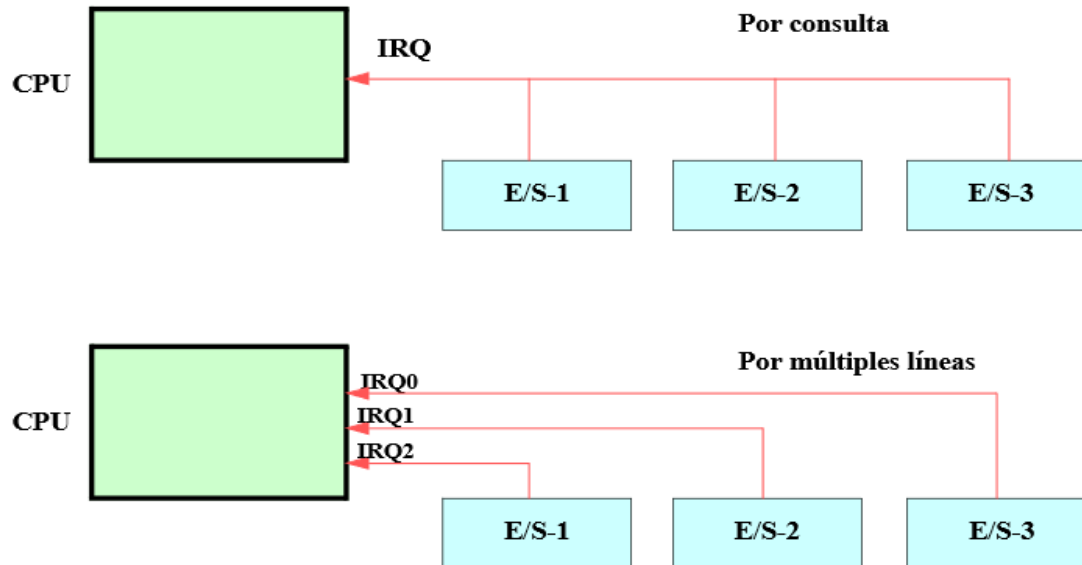 Por consulta
IRQ
CPU
E/S-1
E/S-2
E/S-3
Por múltiples líneas
IRQ0
IRQ1
CPU
IRQ2
E/S-1
E/S-2
E/S-3